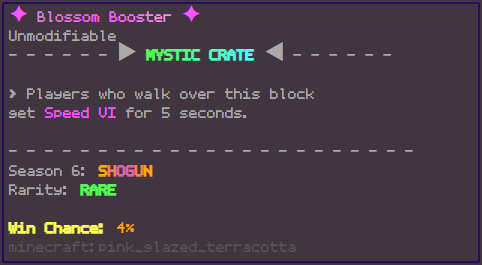 ✦ Blossom Booster ✦
Unmodifiable
- - - - - - ▶ MYSTIC CRATE ◀ - - - - - -
> Players who walk over this block
get Speed VI for 5 seconds.
- - - - - - - - - - - - - - - - - - - - - - - - -
Season 6: SHOGUN
Rarity: RARE
Win Chance: 4%
minecraft:pink_glazed_terracotta